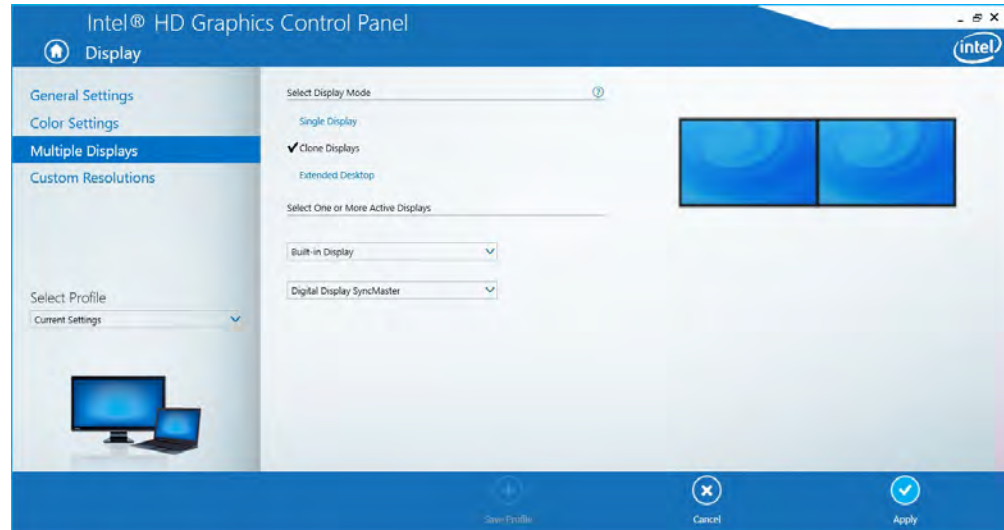 Intel® HD Graphics Control Panel
Display
intel
General Settings
Color Settings
Multiple Displays
Custom Resolutions
Select Profile
Current Settings
Select Display Mode
?
Single Display
Clone Displays
Extended Desktop
Select One or More Active Displays
Built-in Display
Digital Display SyncMaster
Save Profile
Cancel
Apply